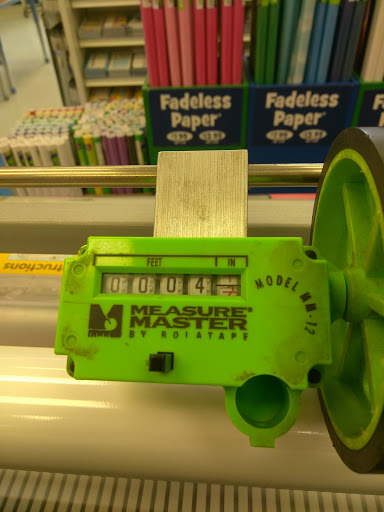 Fadeless
Paper
Fadeless
Paper
FEET IN
0 0 0 4
MODEL MM-12
MEASURE
MASTER
BY ROLATAPE